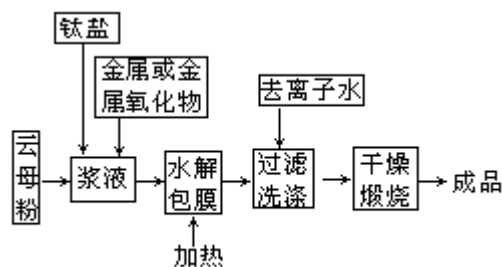 钛盐
金属或金
属氧化物
去离子水
云母粉
浆液
水解
包膜
过滤
洗涤
干燥
煅烧
成品
加热